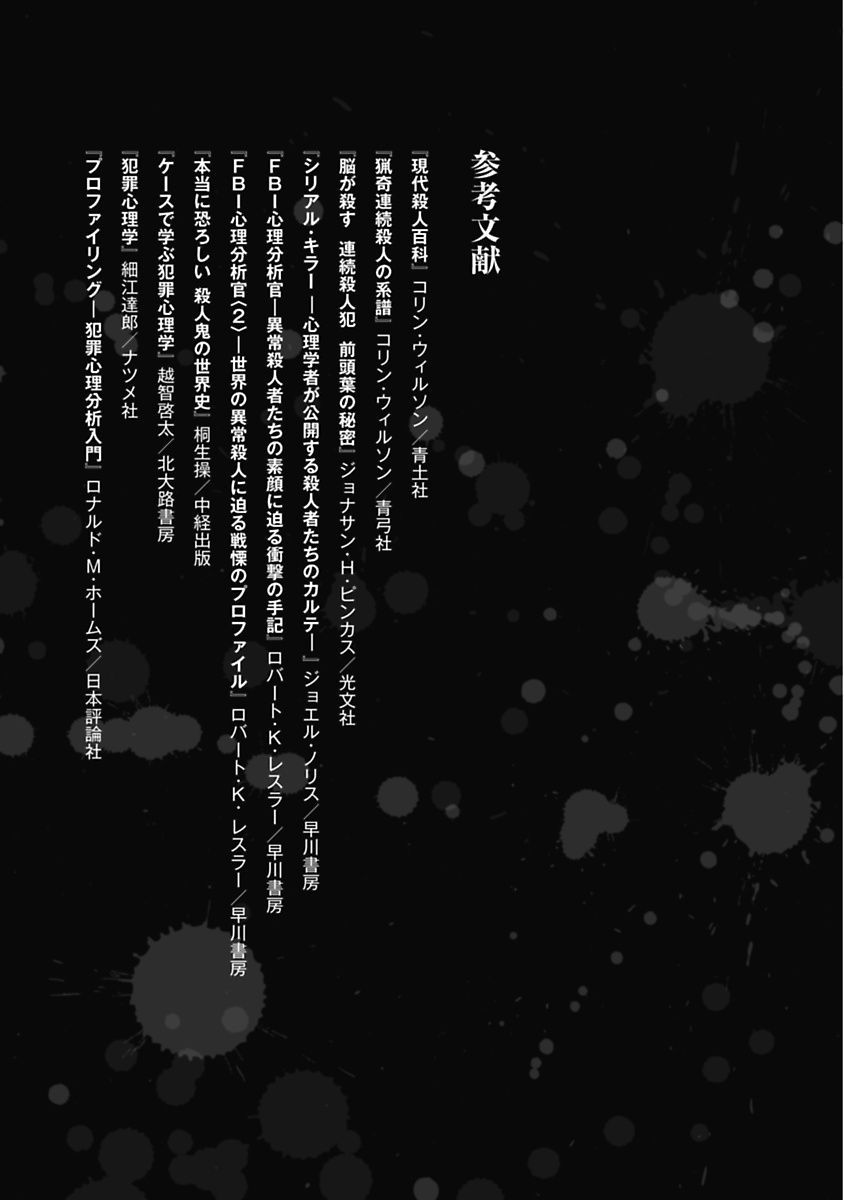 参考文献
『現代殺人百科』コリン・ウィルソン／青土社
『猟奇連続殺人の系譜』コリン・ウィルソン／青弓社
『脳が殺す　連続殺人犯　前頭葉の秘密』ジョナサン・H・ピンカス／光文社
『シリアル・キラー ―心理学者が公開する殺人者たちのカルテ―』ジョエル・ノリス／早川書房
『FBI心理分析官―異常殺人者たちの素顔に迫る衝撃の手記』ロバート・K・レスラー／早川書房
『FBI心理分析官（2）―世界の異常殺人に迫る戦慄のプロファイル』ロバート・K・レスラー／早川書房
『本当に恐ろしい 殺人鬼の世界史』桐生操／中経出版
『ケースで学ぶ犯罪心理学』越智啓太／北大路書房
『犯罪心理学』細江達郎／ナツメ社
『プロファイリング―犯罪心理分析入門』ロナルド・M・ホームズ／日本評論社